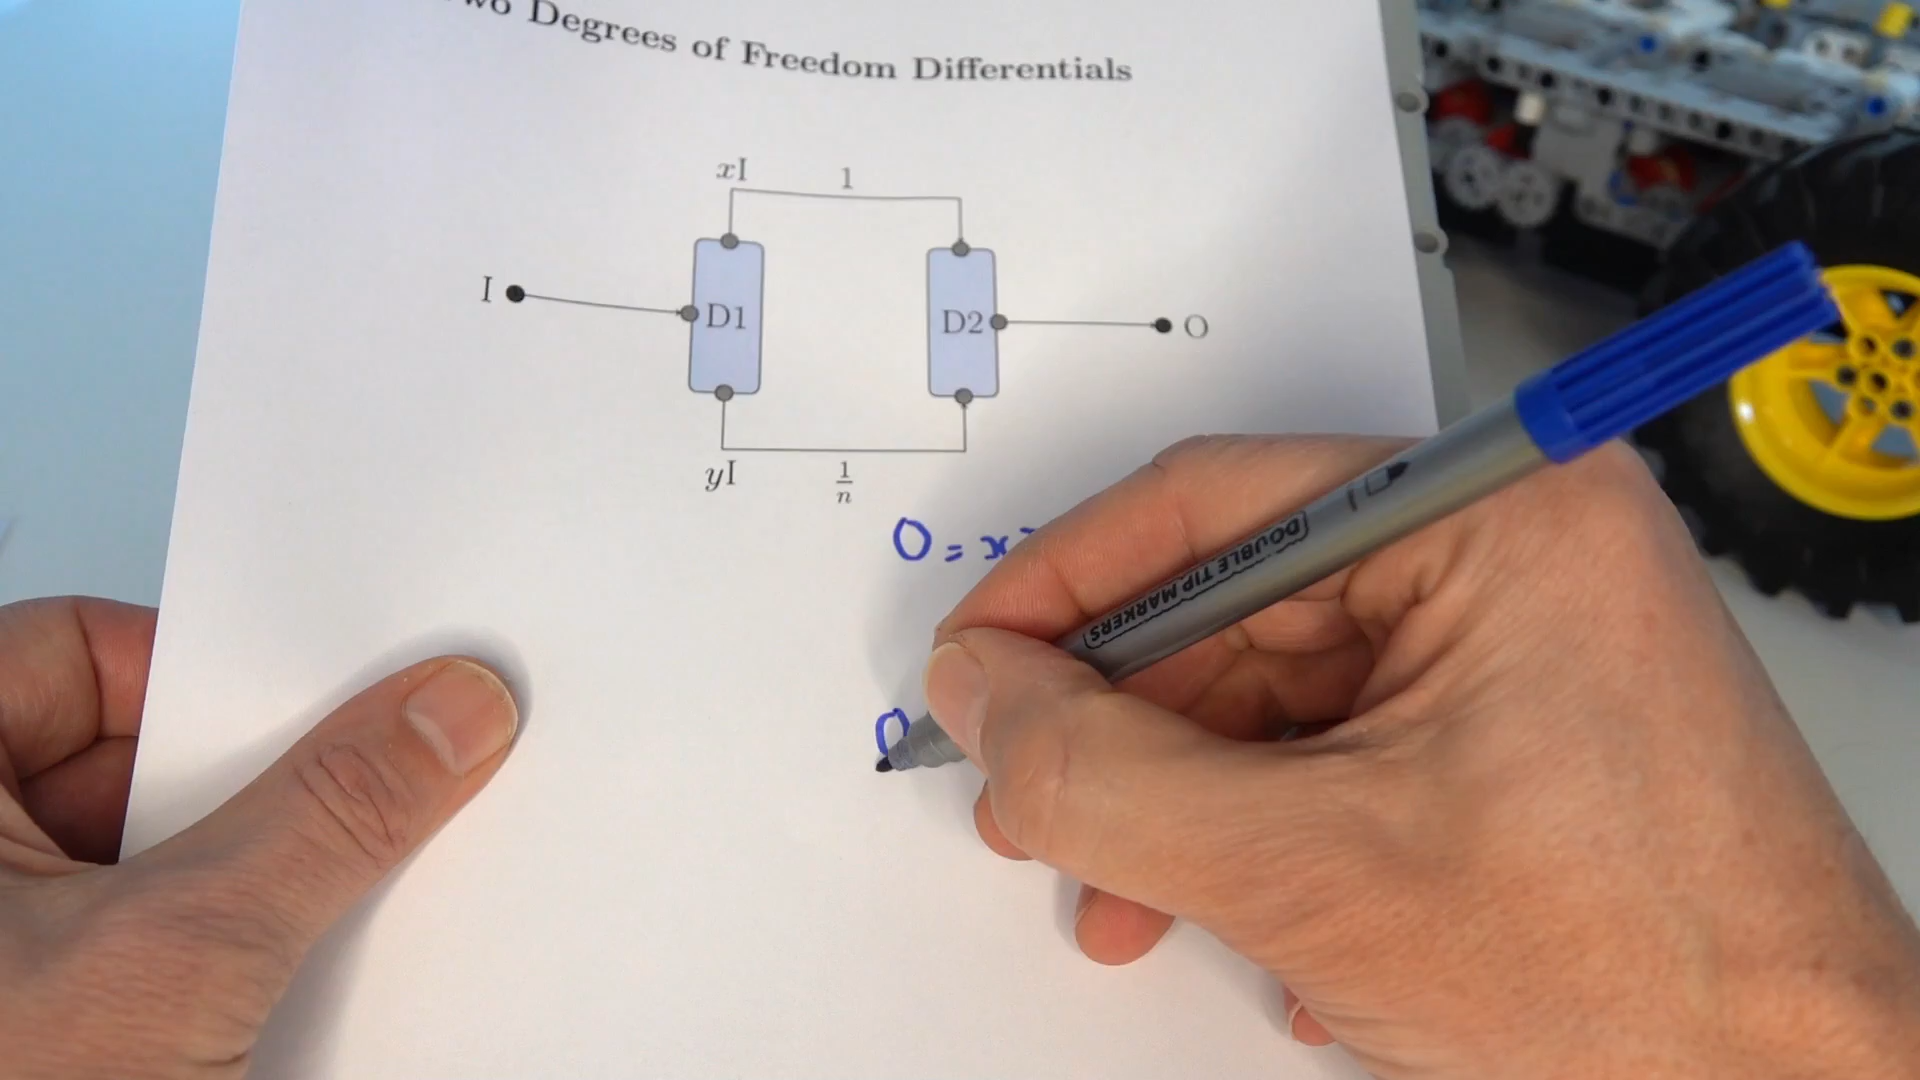 Degrees of Freedom Differentials
xI 1
I D1 D2 O
yI 1/n
O = x
O
DOUBLE TIP MARKERS